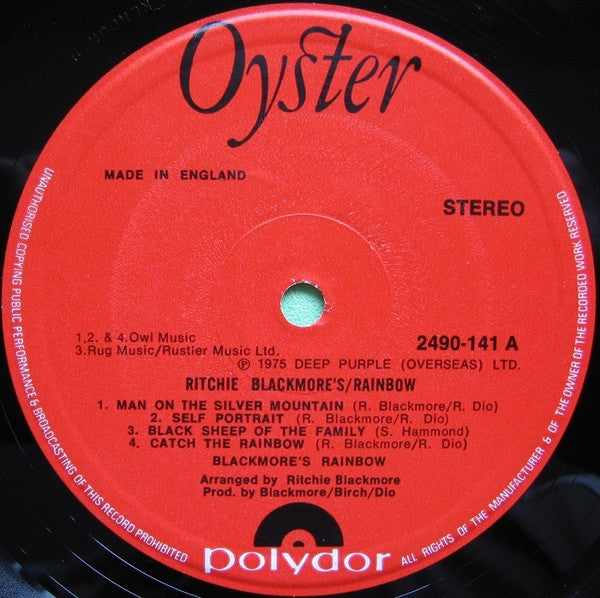 Oyster
MADE IN ENGLAND
STEREO
1,2. & 4.Owl Music
3.Rug Music/Rustier Music Ltd.
2490-141 A
℗ 1975 DEEP PURPLE (OVERSEAS) LTD.
RITCHIE BLACKMORE'S/RAINBOW
1. MAN ON THE SILVER MOUNTAIN (R. Blackmore/R. Dio)
2. SELF PORTRAIT (R. Blackmore/R. Dio)
3. BLACK SHEEP OF THE FAMILY (S. Hammond)
4. CATCH THE RAINBOW (R. Blackmore/R. Dio)
BLACKMORE'S RAINBOW
Arranged by Ritchie Blackmore
Prod. by Blackmore/Birch/Dio
polydor
UNAUTHORISED COPYING PUBLIC PERFORMANCE & BROADCASTING OF THIS RECORD PROHIBITED
ALL RIGHTS OF THE MANUFACTURER & OF THE OWNER OF THE RECORDED WORK RESERVED